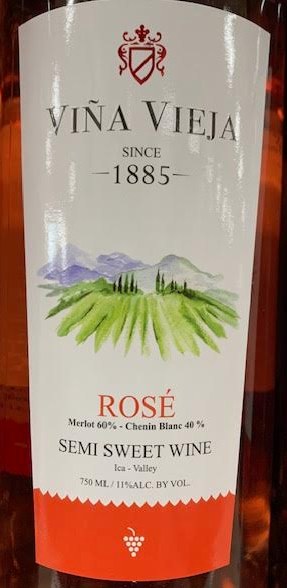 VIÑA VIEJA
SINCE
-1885-
ROSÉ
Merlot 60% - Chenin Blanc 40 %
SEMI SWEET WINE
Ica - Valley
750 ML / 11%ALC. BY VOL.